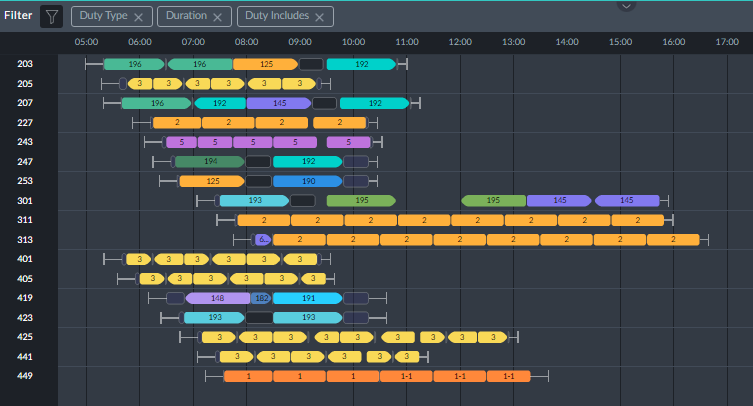 Filter Duty Type Duration Duty Includes
05:00 06:00 07:00 08:00 09:00 10:00 11:00 12:00 13:00 14:00 15:00 16:00 17:00
203 196 196 125 192
205 3 3 3 3 3 3
207 196 192 145 192
227 2 2 2 2
243 5 5 5 5 5
247 194 192
253 125 190
301 193 195 195 145 145
311 2 2 2 2 2 2 2 2
313 6... 2 2 2 2 2 2 2 2
401 3 3 3 3 3 3
405 3 3 3 3 3 3
419 148 182 191
423 193 193
425 3 3 3 3 3 3 3 3 3
441 3 3 3 3 3 3
449 1 1 1 1-1 1-1 1-1